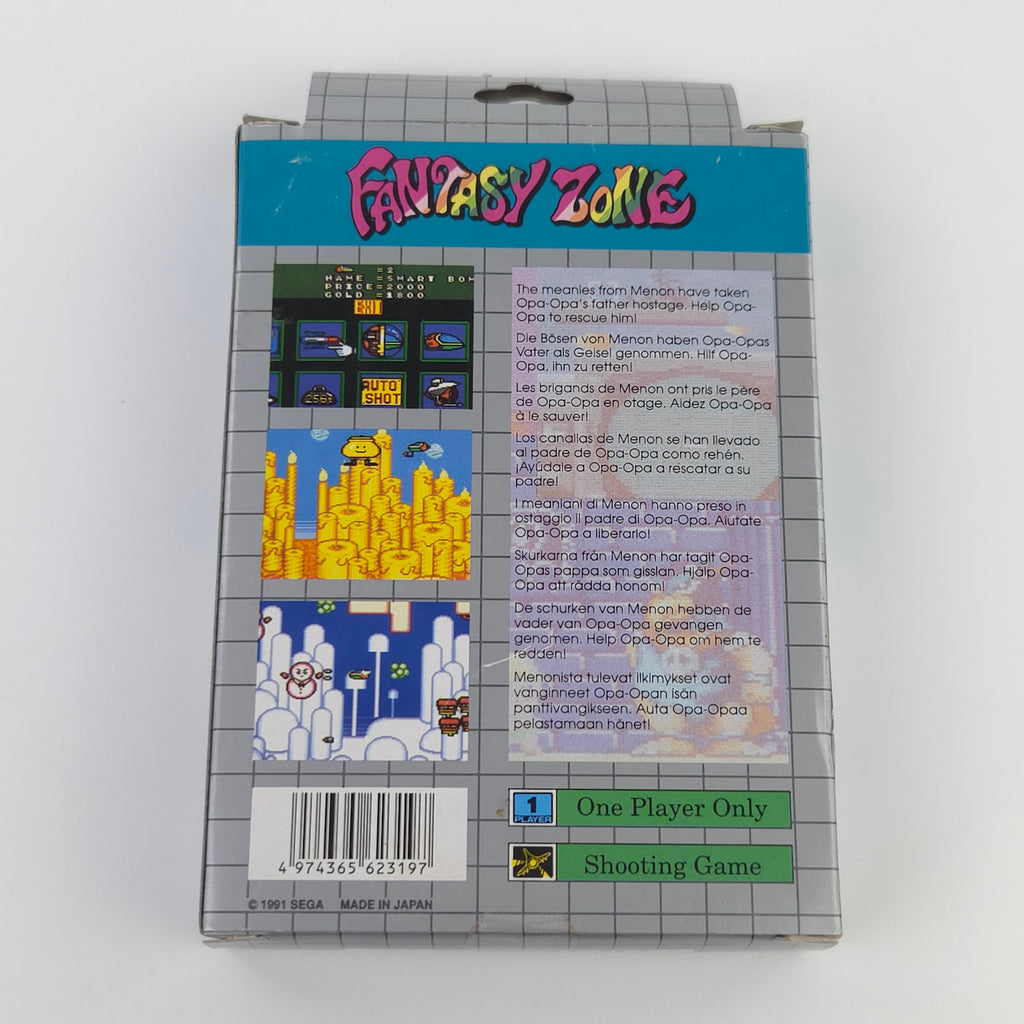 FANTASY ZONE
=2
NAME =SMART BOM
PRICE=2000
GOLD =1800
EXIT
256t
AUTO
SHOT
The meanies from Menon have taken
Opa-Opa's father hostage. Help Opa-
Opa to rescue him!
Die Bösen von Menon haben Opa-Opas
Vater als Geisel genommen. Hilf Opa-
Opa, ihn zu retten!
Les brigands de Menon ont pris le père
de Opa-Opa en otage. Aidez Opa-Opa
à le sauver!
Los canallas de Menon se han llevado
al padre de Opa-Opa como rehén.
¡Ayúdale a Opa-Opa a rescatar a su
padre!
I meaniani di Menon hanno preso in
ostaggio il padre di Opa-Opa. Aiutate
Opa-Opa a liberarlo!
Skurkarna från Menon har tagit Opa-
Opas pappa som gisslan. Hjälp Opa-
Opa att rädda honom!
De schurken van Menon hebben de
vader van Opa-Opa gevangen
genomen. Help Opa-Opa om hem te
redden!
Menonista tulevat ilkimykset ovat
vanginneet Opa-Opan isän
panttivangikseen. Auta Opa-Opaa
pelastamaan hänet!
1
PLAYER
One Player Only
Shooting Game
4 974365 623197
© 1991 SEGA MADE IN JAPAN